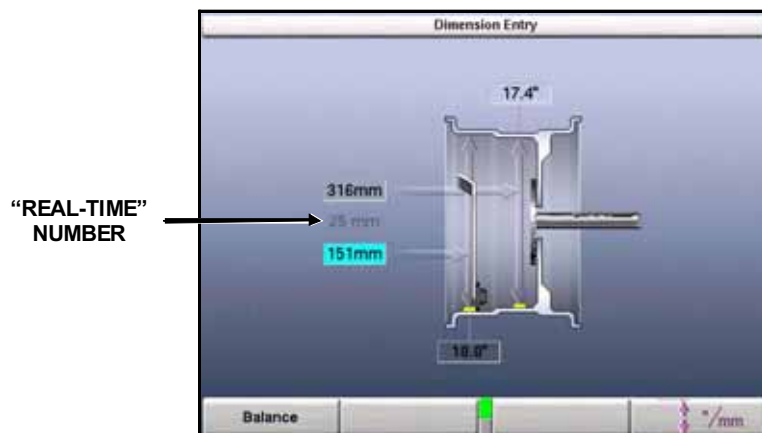 Dimension Entry
17.4"
316mm
"REAL-TIME"
NUMBER
25 mm
151mm
18.0"
Balance
"/mm